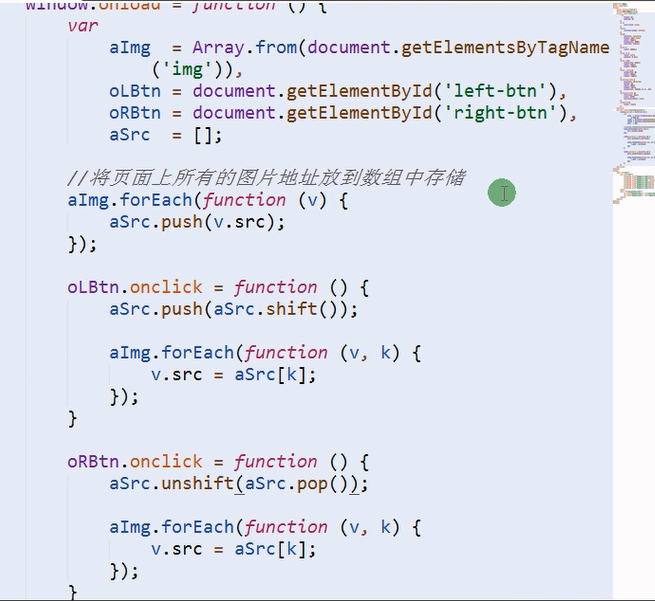 window.onload = function () {
    var
        aImg  = Array.from(document.getElementsByTagName
            ('img')),
        oLBtn = document.getElementById('left-btn'),
        oRBtn = document.getElementById('right-btn'),
        aSrc  = [];

    //将页面上所有的图片地址放到数组中存储
    aImg.forEach(function (v) {
        aSrc.push(v.src);
    });

    oLBtn.onclick = function () {
        aSrc.push(aSrc.shift());

        aImg.forEach(function (v, k) {
            v.src = aSrc[k];
        });
    }

    oRBtn.onclick = function () {
        aSrc.unshift(aSrc.pop());

        aImg.forEach(function (v, k) {
            v.src = aSrc[k];
        });
    }